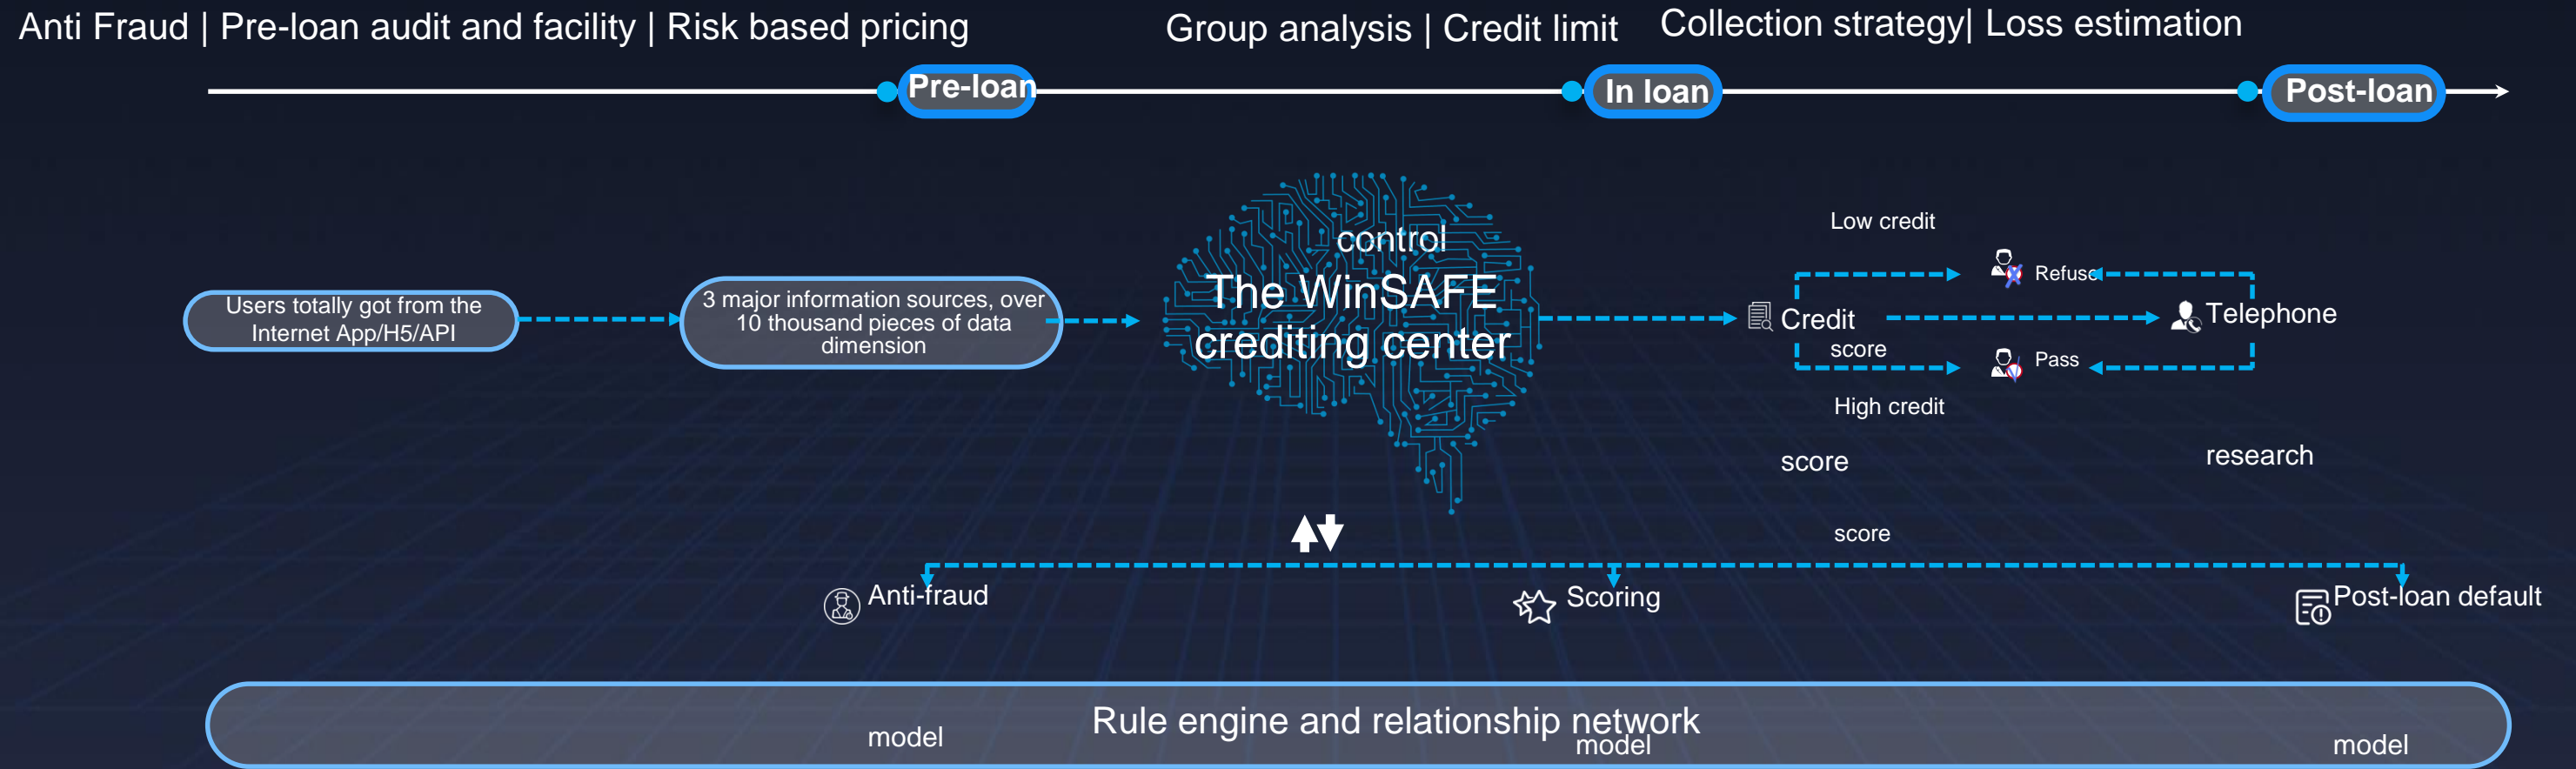 Anti Fraud | Pre-loan audit and facility | Risk based pricing
Group analysis | Credit limit
Collection strategy| Loss estimation
Pre-loan
In loan
Post-loan
Users totally got from the
Internet App/H5/API
3 major information sources, over
10 thousand pieces of data
dimension
control
The WinSAFE
crediting center
Low credit
Refuse
Credit
score
Telephone
Pass
High credit
score
research
score
Anti-fraud
Scoring
Post-loan default
Rule engine and relationship network
model
model
model